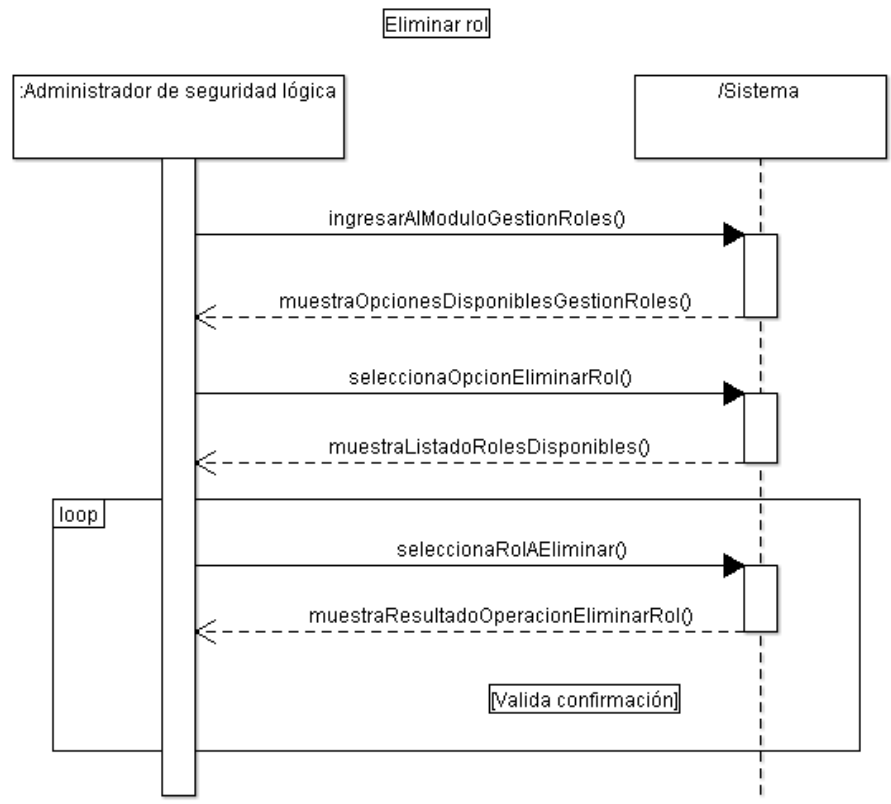 Eliminar rol
:Administrador de seguridad lógica
/Sistema
ingresarAlModuloGestionRoles()
muestraOpcionesDisponiblesGestionRoles()
seleccionaOpcionEliminarRol()
muestraListadoRolesDisponibles()
loop
seleccionaRolAEliminar()
muestraResultadoOperacionEliminarRol()
[Valida confirmación]